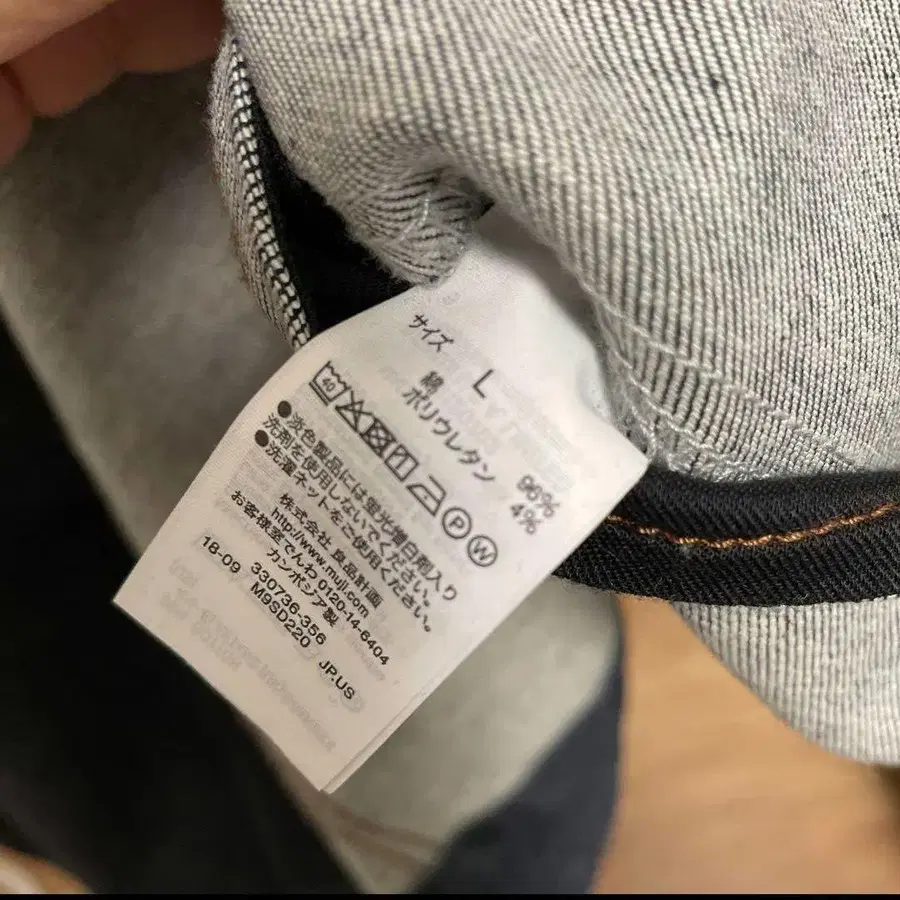 サイズ
L
綿 96%
ポリウレタン 4%
40 P W
●淡色製品には蛍光増白剤入り
洗剤を使用しないでください。
●洗濯ネットをご使用ください。
株式会社 良品計画
http://www.muji.com
お客様室でんわ 0120-14-6404
カンボジア製
330736-356
18-09 M9SD220 JP.US